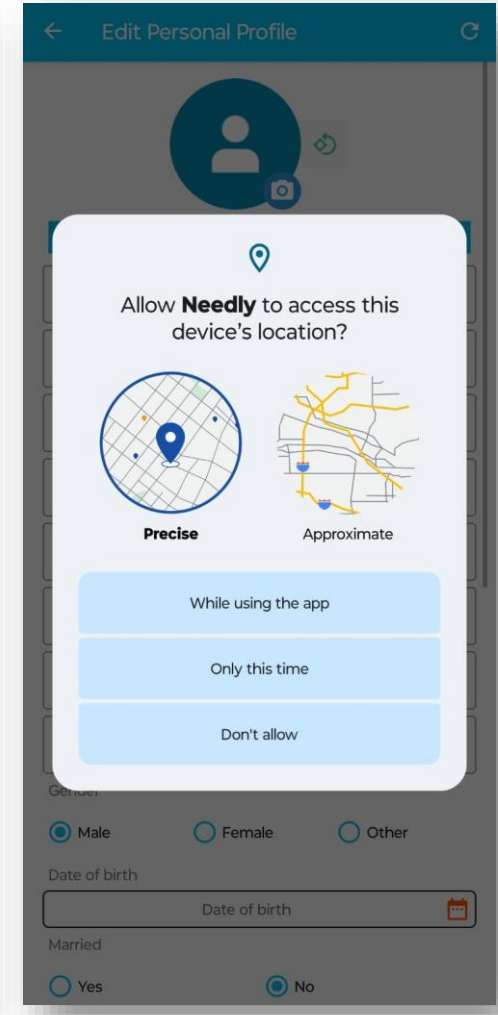 Edit Personal Profile
Allow Needly to access this
device's location?
Precise
Approximate
While using the app
Only this time
Don't allow
Gender
Male
Female
Other
Date of birth
Date of birth
Married
Yes
No